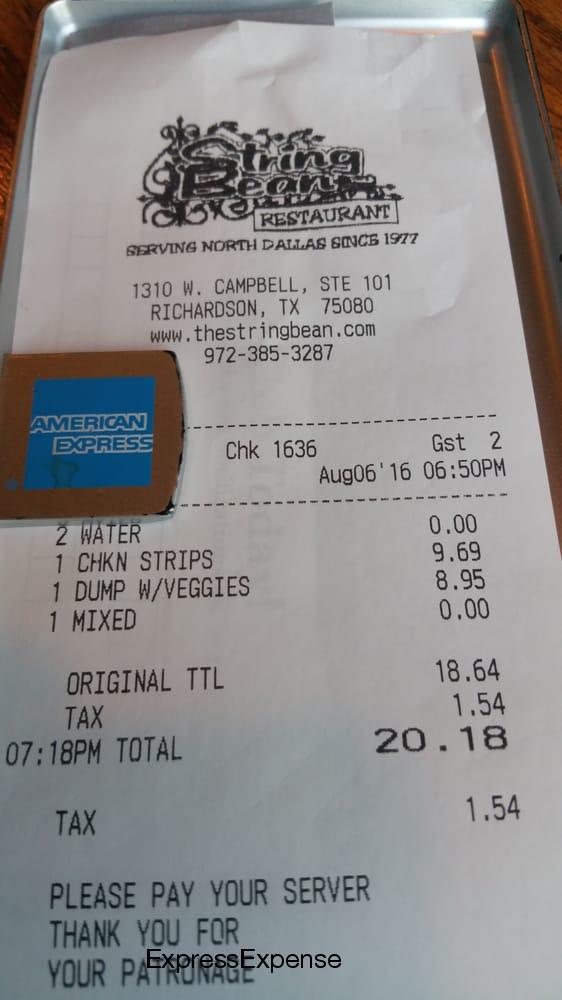 String
Bean
RESTAURANT
SERVING NORTH DALLAS SINCE 1977
1310 W. CAMPBELL, STE 101
RICHARDSON, TX 75080
www.thestringbean.com
972-385-3287
AMERICAN
EXPRESS
Chk 1636 Gst 2
Aug06'16 06:50PM
2 WATER 0.00
1 CHKN STRIPS 9.69
1 DUMP W/VEGGIES 8.95
1 MIXED 0.00
ORIGINAL TTL 18.64
TAX 1.54
07:18PM TOTAL 20.18
TAX 1.54
PLEASE PAY YOUR SERVER
THANK YOU FOR
YOUR PATRONAGE
ExpressExpense